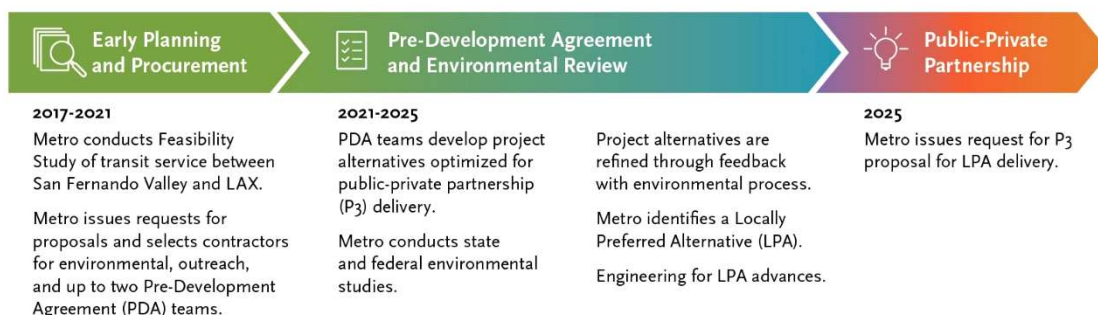 Early Planning
and Procurement
Pre-Development Agreement
and Environmental Review
Public-Private
Partnership
2017-2021
Metro conducts Feasibility
Study of transit service between
San Fernando Valley and LAX.
Metro issues requests for
proposals and selects contractors
for environmental, outreach,
and up to two Pre-Development
Agreement (PDA) teams.
2021-2025
PDA teams develop project
alternatives optimized for
public-private partnership
(P3) delivery.
Metro conducts state
and federal environmental
studies.
Project alternatives are
refined through feedback
with environmental process.
Metro identifies a Locally
Preferred Alternative (LPA).
Engineering for LPA advances.
2025
Metro issues request for P3
proposal for LPA delivery.